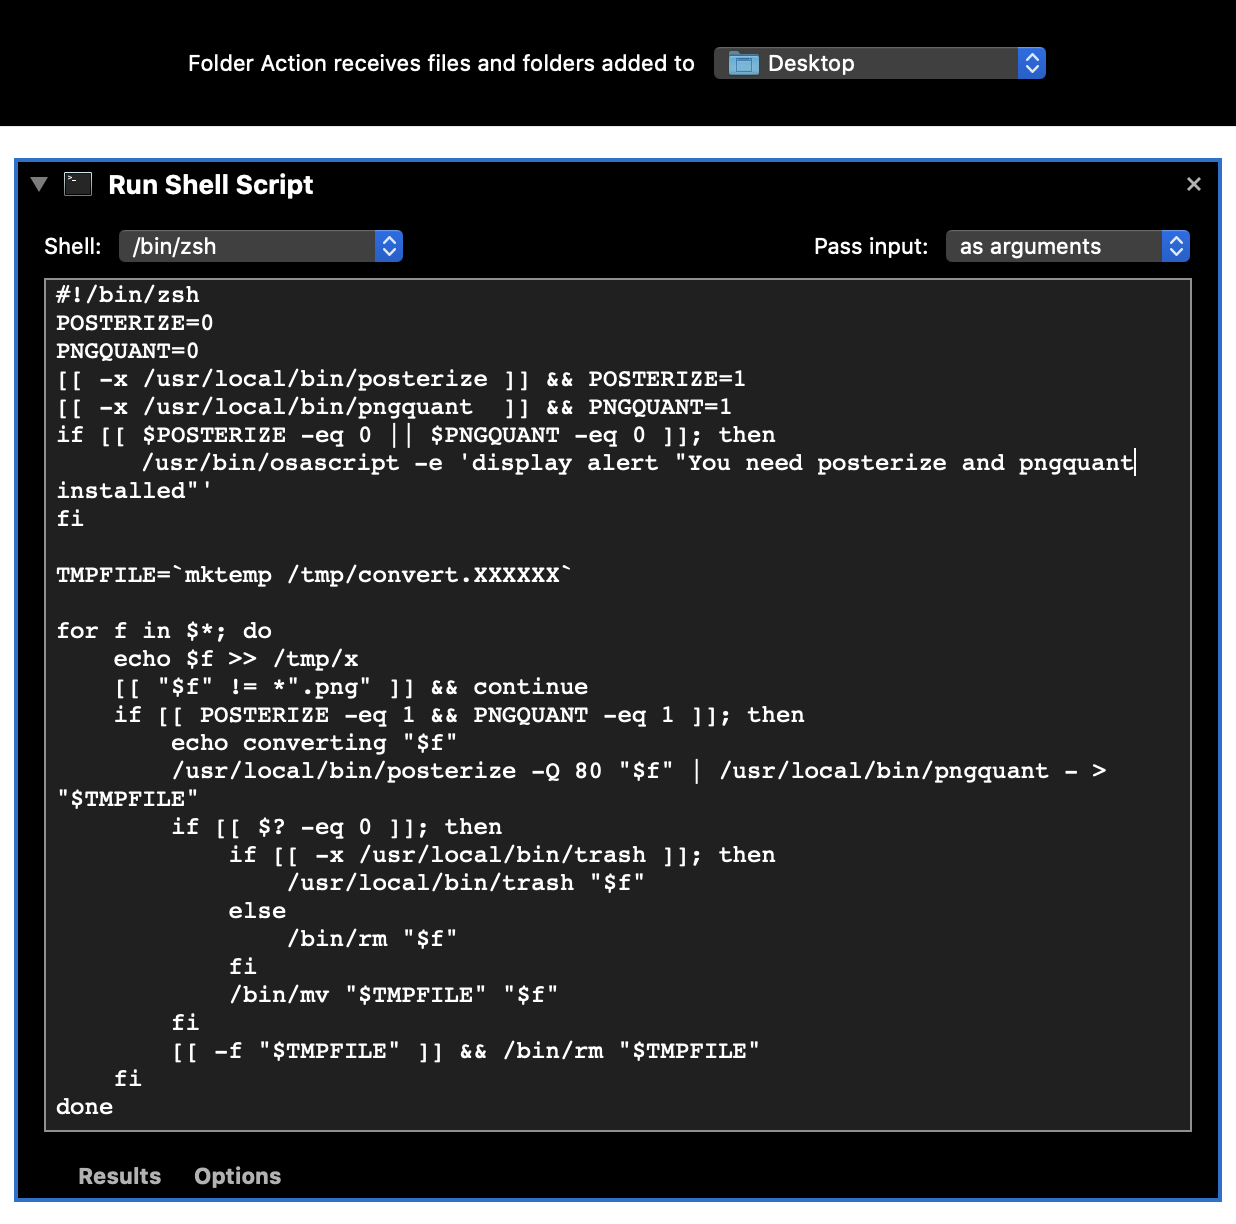 Folder Action receives files and folders added to Desktop
Run Shell Script
Shell: /bin/zsh Pass input: as arguments
#!/bin/zsh
POSTERIZE=0
PNGQUANT=0
[[ -x /usr/local/bin/posterize ]] && POSTERIZE=1
[[ -x /usr/local/bin/pngquant  ]] && PNGQUANT=1
if [[ $POSTERIZE -eq 0 || $PNGQUANT -eq 0 ]]; then
      /usr/bin/osascript -e 'display alert "You need posterize and pngquant
installed"'
fi

TMPFILE=`mktemp /tmp/convert.XXXXXX`

for f in $*; do
    echo $f >> /tmp/x
    [[ "$f" != *".png" ]] && continue
    if [[ POSTERIZE -eq 1 && PNGQUANT -eq 1 ]]; then
        echo converting "$f"
        /usr/local/bin/posterize -Q 80 "$f" | /usr/local/bin/pngquant - >
"$TMPFILE"
        if [[ $? -eq 0 ]]; then
            if [[ -x /usr/local/bin/trash ]]; then
                /usr/local/bin/trash "$f"
            else
                /bin/rm "$f"
            fi
            /bin/mv "$TMPFILE" "$f"
        fi
        [[ -f "$TMPFILE" ]] && /bin/rm "$TMPFILE"
    fi
done
Results Options